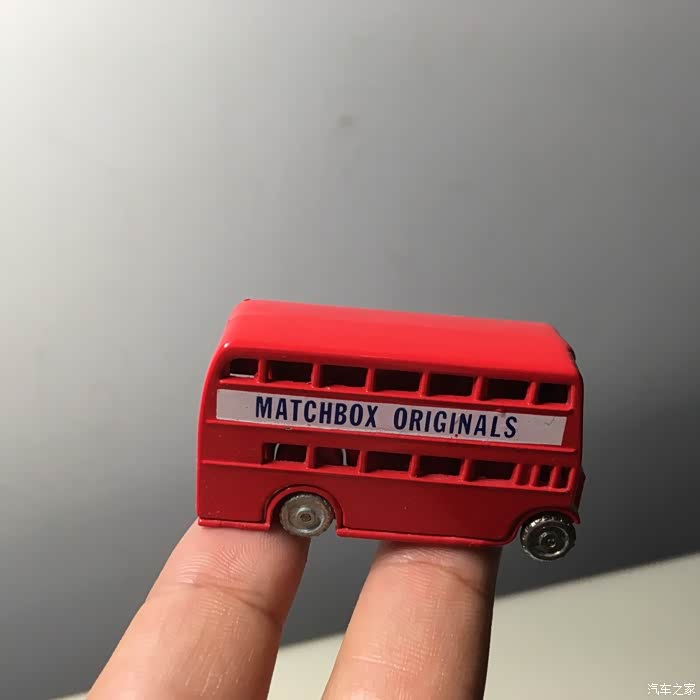 MATCHBOX ORIGINALS
汽车之家